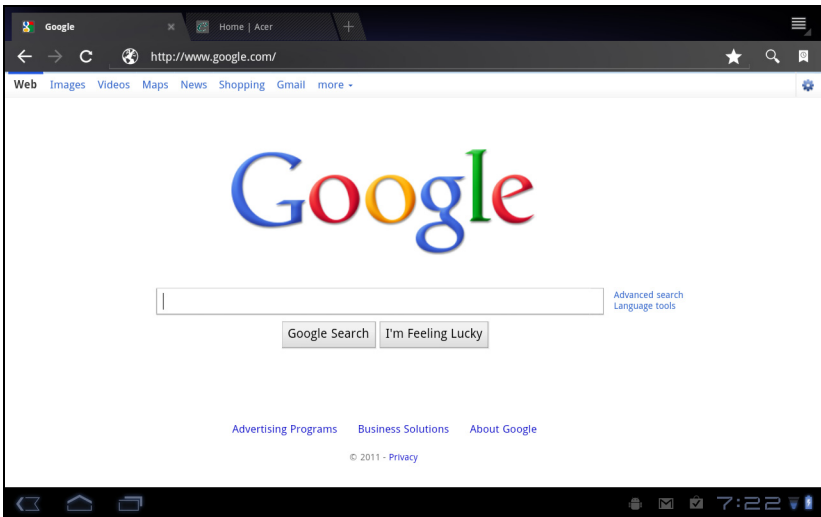 Google
Home | Acer
http://www.google.com/
Web Images Videos Maps News Shopping Gmail more
Google
Advanced search
Language tools
Google Search I'm Feeling Lucky
Advertising Programs Business Solutions About Google
© 2011 - Privacy
7:22